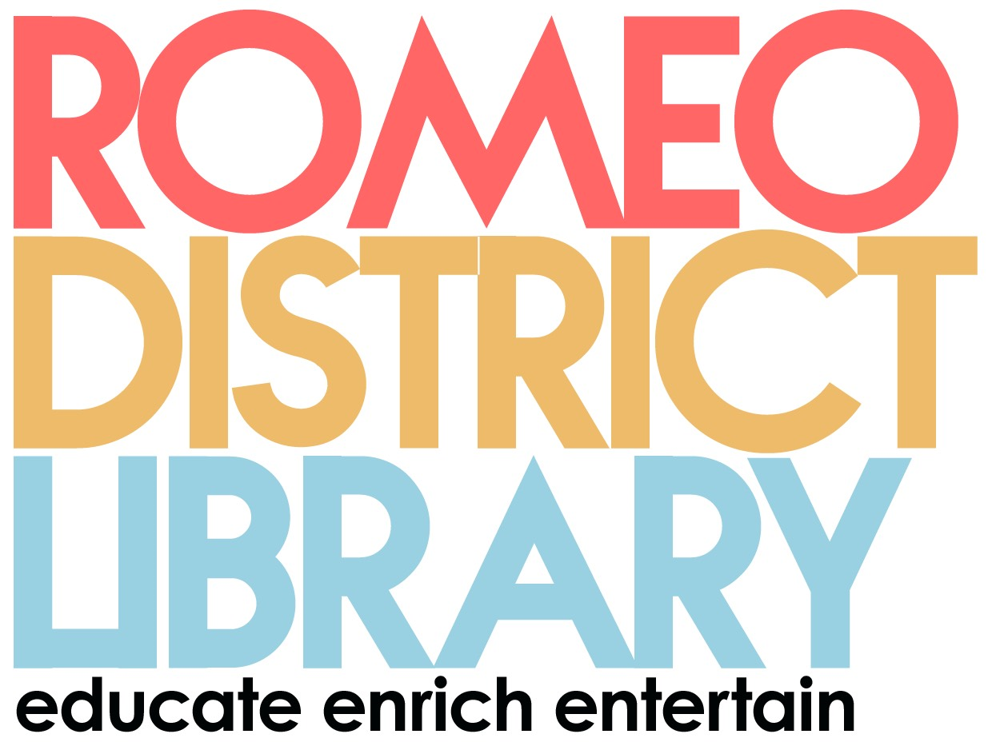 ROMEO
DISTRICT
LIBRARY
educate enrich entertain